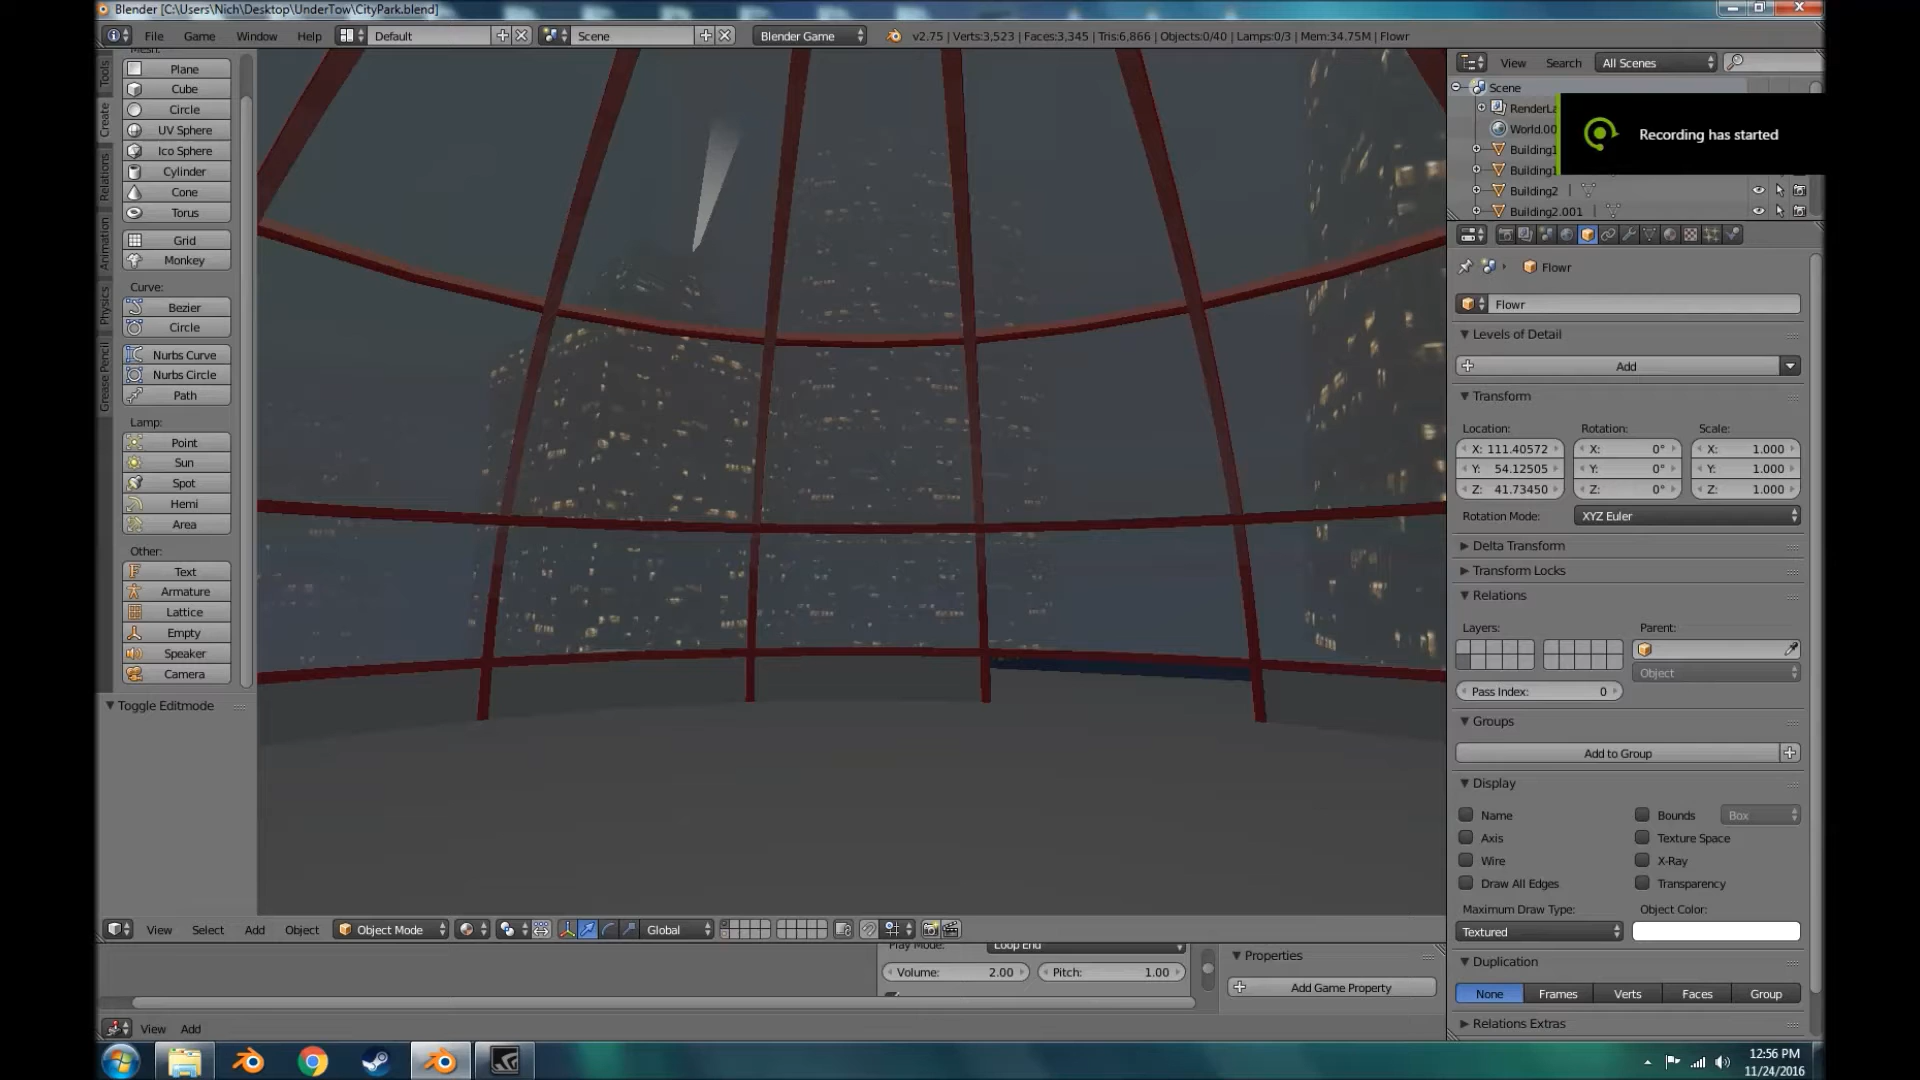 Blender [C:\Users\Nich\Desktop\UnderTow\CityPark.blend]
File Game Window Help Default Scene Blender Game v2.75 | Verts:3,523 | Faces:3,345 | Tris:6,866 | Objects:0/40 | Lamps:0/3 | Mem:34.75M | Flowr
Tools
Create
Relations
Animation
Physics
Grease Pencil
Mesh:
Plane
Cube
Circle
UV Sphere
Ico Sphere
Cylinder
Cone
Torus
Grid
Monkey
Curve:
Bezier
Circle
Nurbs Curve
Nurbs Circle
Path
Lamp:
Point
Sun
Spot
Hemi
Area
Other:
Text
Armature
Lattice
Empty
Speaker
Camera
Toggle Editmode
View Search All Scenes
Scene
RenderLa
World.00
Building1
Building1
Building2
Building2.001
Recording has started
Flowr
Flowr
Levels of Detail
Add
Transform
Location: Rotation: Scale:
X: 111.40572 X: 0° X: 1.000
Y: 54.12505 Y: 0° Y: 1.000
Z: 41.73450 Z: 0° Z: 1.000
Rotation Mode: XYZ Euler
Delta Transform
Transform Locks
Relations
Layers: Parent:
Object
Pass Index: 0
Groups
Add to Group
Display
Name Bounds Box
Axis Texture Space
Wire X-Ray
Draw All Edges Transparency
Maximum Draw Type: Object Color:
Textured
Duplication
None Frames Verts Faces Group
Relations Extras
View Select Add Object Object Mode Global
Play Mode: Loop End
Volume: 2.00 Pitch: 1.00
Properties
Add Game Property
View Add
12:56 PM
11/24/2016